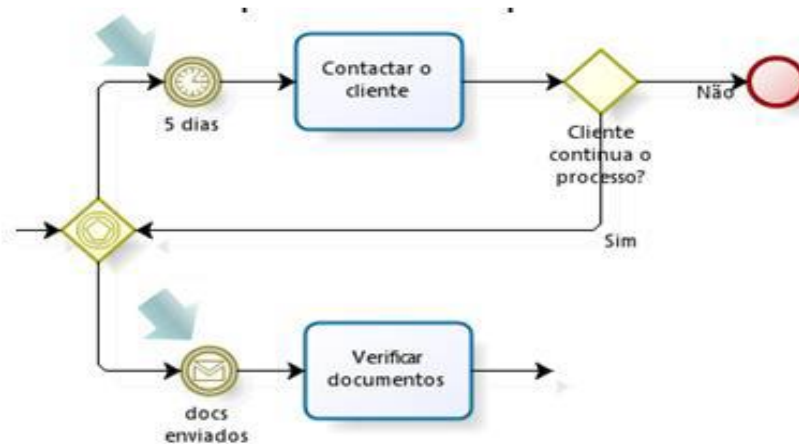 5 dias
Contactar o
cliente
Cliente
continua o
processo?
Não
Sim
docs
enviados
Verificar
documentos